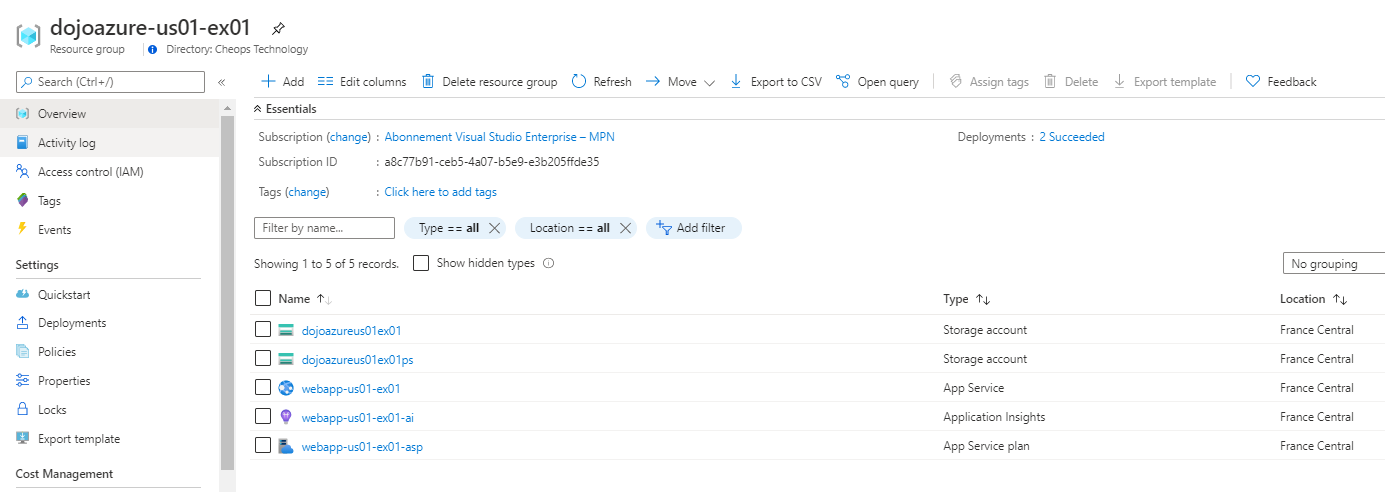 dojoazure-us01-ex01
Resource group Directory: Cheops Technology
Search (Ctrl+/) «
Add Edit columns Delete resource group Refresh Move Export to CSV Open query Assign tags Delete Export template Feedback
Overview
Activity log
Access control (IAM)
Tags
Events
Settings
Quickstart
Deployments
Policies
Properties
Locks
Export template
Cost Management
Essentials
Subscription (change) : Abonnement Visual Studio Enterprise – MPN Deployments : 2 Succeeded
Subscription ID : a8c77b91-ceb5-4a07-b5e9-e3b205ffde35
Tags (change) : Click here to add tags
Filter by name... Type == all Location == all Add filter
Showing 1 to 5 of 5 records. Show hidden types No grouping
Name Type Location
dojoazureus01ex01 Storage account France Central
dojoazureus01ex01ps Storage account France Central
webapp-us01-ex01 App Service France Central
webapp-us01-ex01-ai Application Insights France Central
webapp-us01-ex01-asp App Service plan France Central